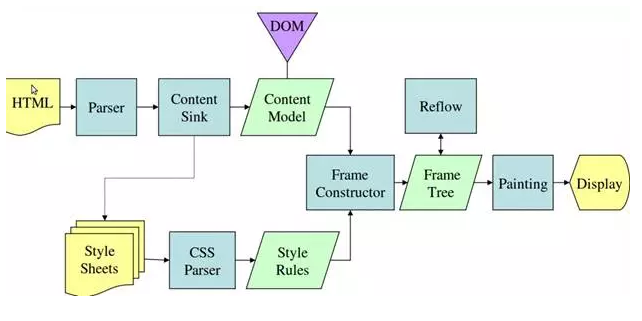 DOM
HTML
Parser
Content
Sink
Content
Model
Reflow
Frame
Constructor
Frame
Tree
Painting
Display
Style
Sheets
CSS
Parser
Style
Rules